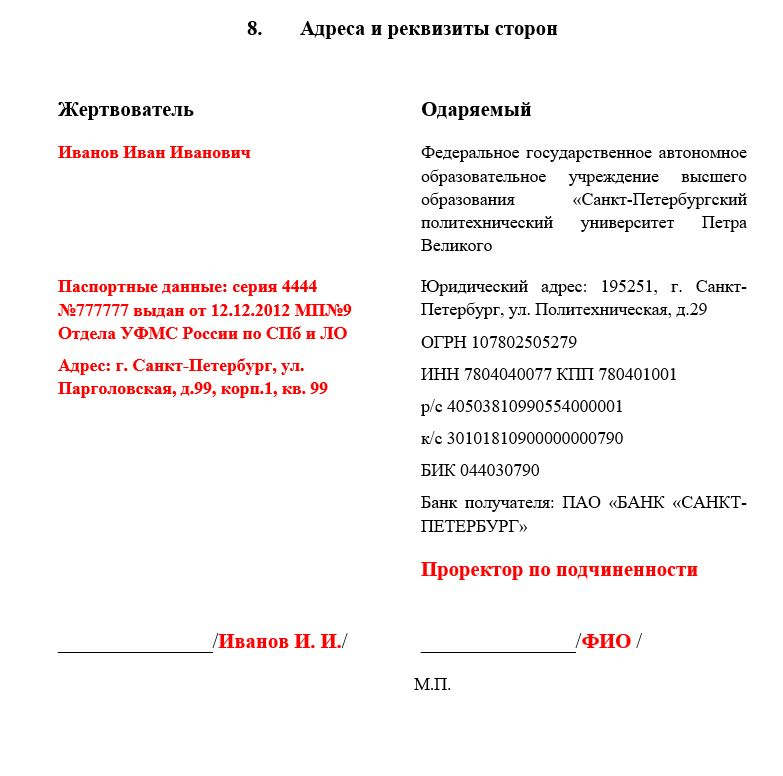 8. Адреса и реквизиты сторон
Жертвователь
Иванов Иван Иванович
Паспортные данные: серия 4444
№777777 выдан от 12.12.2012 МП№9
Отдела УФМС России по СПб и ЛО
Адрес: г. Санкт-Петербург, ул.
Парголовская, д.99, корп.1, кв. 99
_________________/Иванов И. И./
Одаряемый
Федеральное государственное автономное
образовательное учреждение высшего
образования «Санкт-Петербургский
политехнический университет Петра
Великого
Юридический адрес: 195251, г. Санкт-
Петербург, ул. Политехническая, д.29
ОГРН 107802505279
ИНН 7804040077 КПП 780401001
р/с 40503810990554000001
к/с 30101810900000000790
БИК 044030790
Банк получателя: ПАО «БАНК «САНКТ-
ПЕТЕРБУРГ»
Проректор по подчиненности
_________________/ФИО /
М.П.